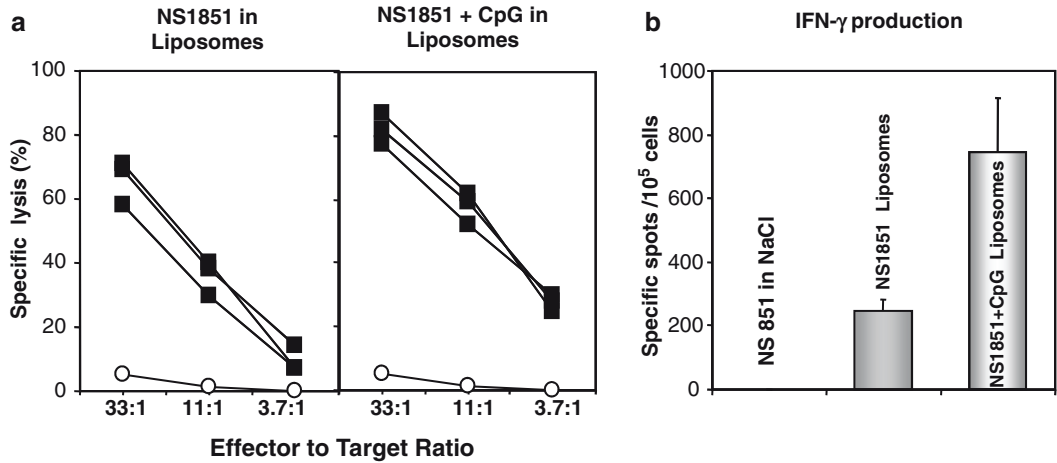 a
NS1851 in
Liposomes
NS1851 + CpG in
Liposomes
Specific lysis (%)
100
80
60
40
20
0
33:1
11:1
3.7:1
33:1
11:1
3.7:1
Effector to Target Ratio
b
IFN-γ production
Specific spots /10⁵ cells
1000
800
600
400
200
0
NS 851 in NaCl
NS1851 Liposomes
NS1851+CpG Liposomes